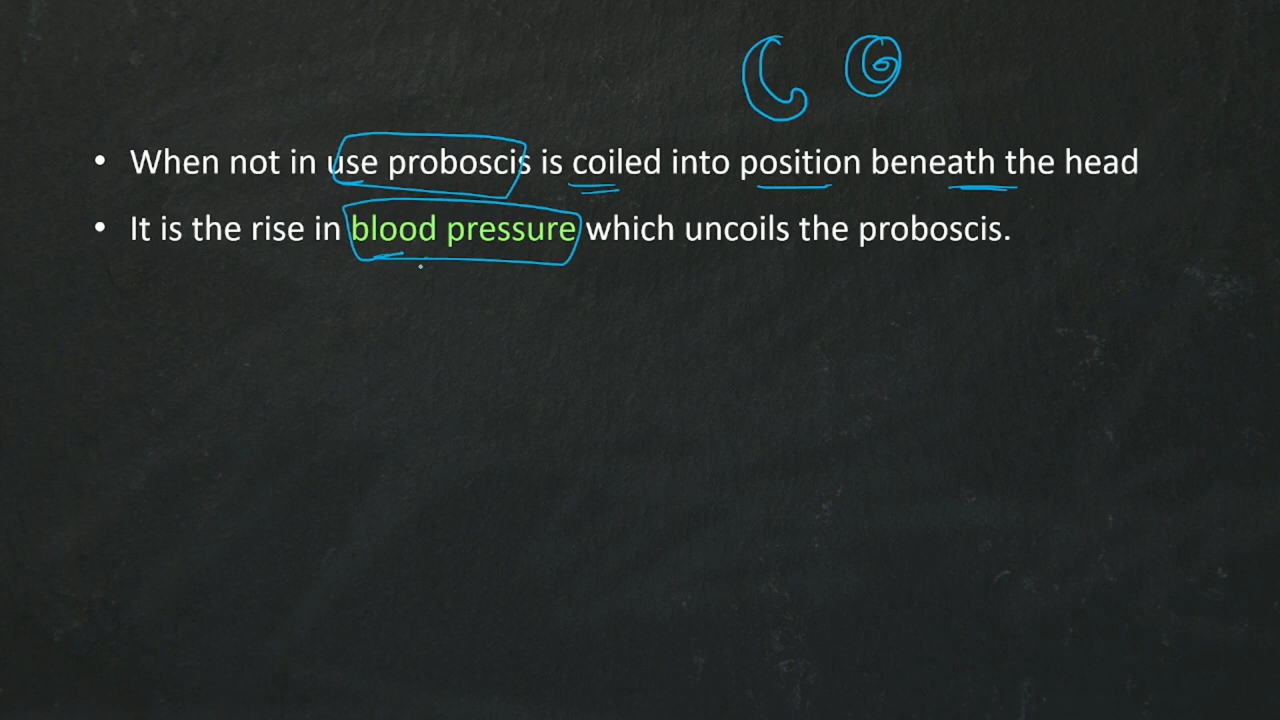 • When not in use proboscis is coiled into position beneath the head
• It is the rise in blood pressure which uncoils the proboscis.